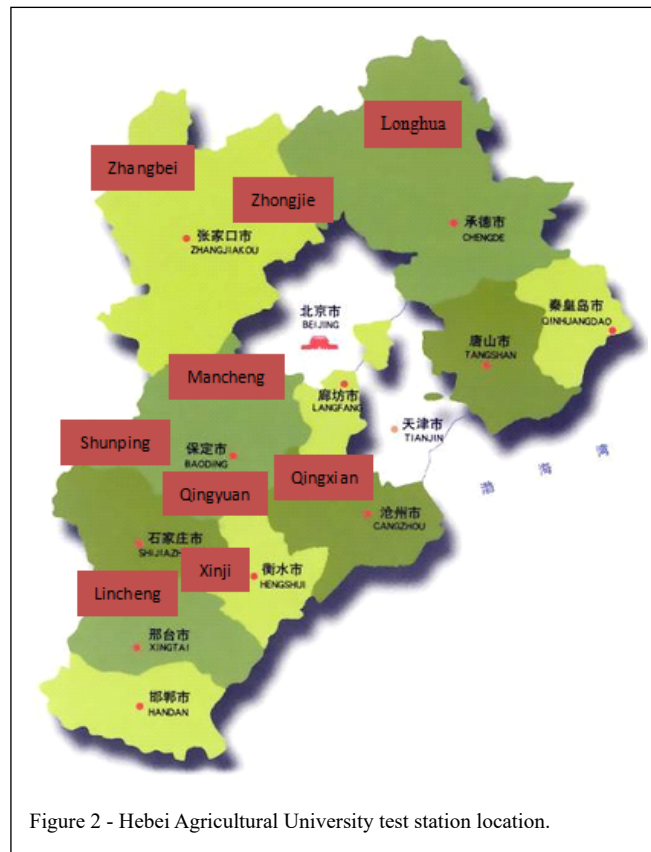 Longhua
Zhangbei
Zhongjie
承德市
CHENGDE
张家口市
ZHANGJIAKOU
秦皇岛市
QINHUANGDAO
北京市
BEIJING
唐山市
TANGSHAN
Mancheng
廊坊市
LANGFANG
天津市
TIANJIN
Shunping
保定市
BAODING
渤 海 湾
Qingxian
Qingyuan
沧州市
CANGZHOU
石家庄市
SHIJIAZH
Xinji
衡水市
HENGSHUI
Lincheng
邢台市
XINGTAI
邯郸市
HANDAN
Figure 2 - Hebei Agricultural University test station location.